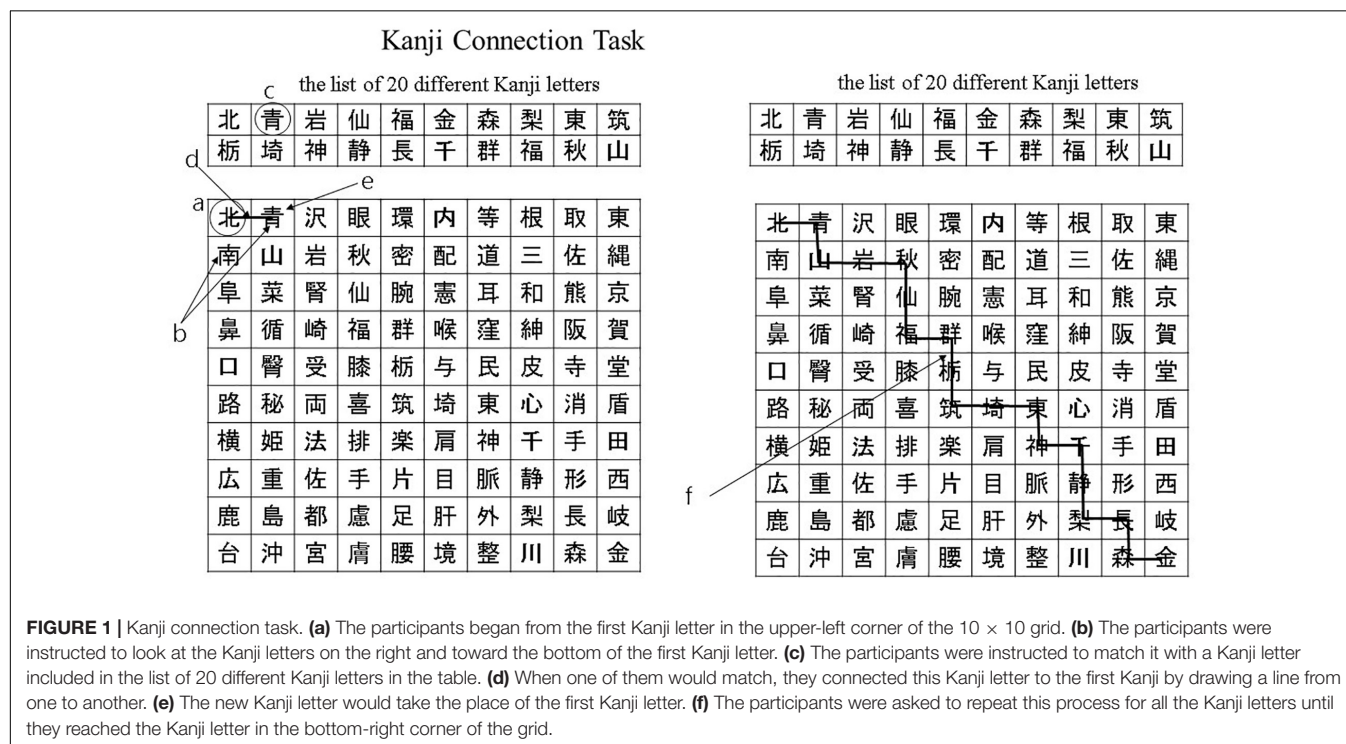 Kanji Connection Task
the list of 20 different Kanji letters
c
北 青 岩 仙 福 金 森 梨 東 筑
栃 埼 神 静 長 千 群 福 秋 山
d
e
a
北 青 沢 眼 環 内 等 根 取 東
南 山 岩 秋 密 配 道 三 佐 縄
阜 菜 腎 仙 腕 憲 耳 和 熊 京
鼻 循 崎 福 群 喉 窪 紳 阪 賀
b
口 臀 受 膝 栃 与 民 皮 寺 堂
路 秘 両 喜 筑 埼 東 心 消 盾
横 姫 法 排 楽 肩 神 千 手 田
広 重 佐 手 片 目 脈 静 形 西
鹿 島 都 慮 足 肝 外 梨 長 岐
台 沖 宮 膚 腰 境 整 川 森 金
the list of 20 different Kanji letters
北 青 岩 仙 福 金 森 梨 東 筑
栃 埼 神 静 長 千 群 福 秋 山
北 青 沢 眼 環 内 等 根 取 東
南 山 岩 秋 密 配 道 三 佐 縄
阜 菜 腎 仙 腕 憲 耳 和 熊 京
鼻 循 崎 福 群 喉 窪 紳 阪 賀
口 臀 受 膝 栃 与 民 皮 寺 堂
路 秘 両 喜 筑 埼 東 心 消 盾
横 姫 法 排 楽 肩 神 千 手 田
広 重 佐 手 片 目 脈 静 形 西
f
鹿 島 都 慮 足 肝 外 梨 長 岐
台 沖 宮 膚 腰 境 整 川 森 金
FIGURE 1 | Kanji connection task. (a) The participants began from the first Kanji letter in the upper-left corner of the 10 × 10 grid. (b) The participants were
instructed to look at the Kanji letters on the right and toward the bottom of the first Kanji letter. (c) The participants were instructed to match it with a Kanji letter
included in the list of 20 different Kanji letters in the table. (d) When one of them would match, they connected this Kanji letter to the first Kanji by drawing a line from
one to another. (e) The new Kanji letter would take the place of the first Kanji letter. (f) The participants were asked to repeat this process for all the Kanji letters until
they reached the Kanji letter in the bottom-right corner of the grid.